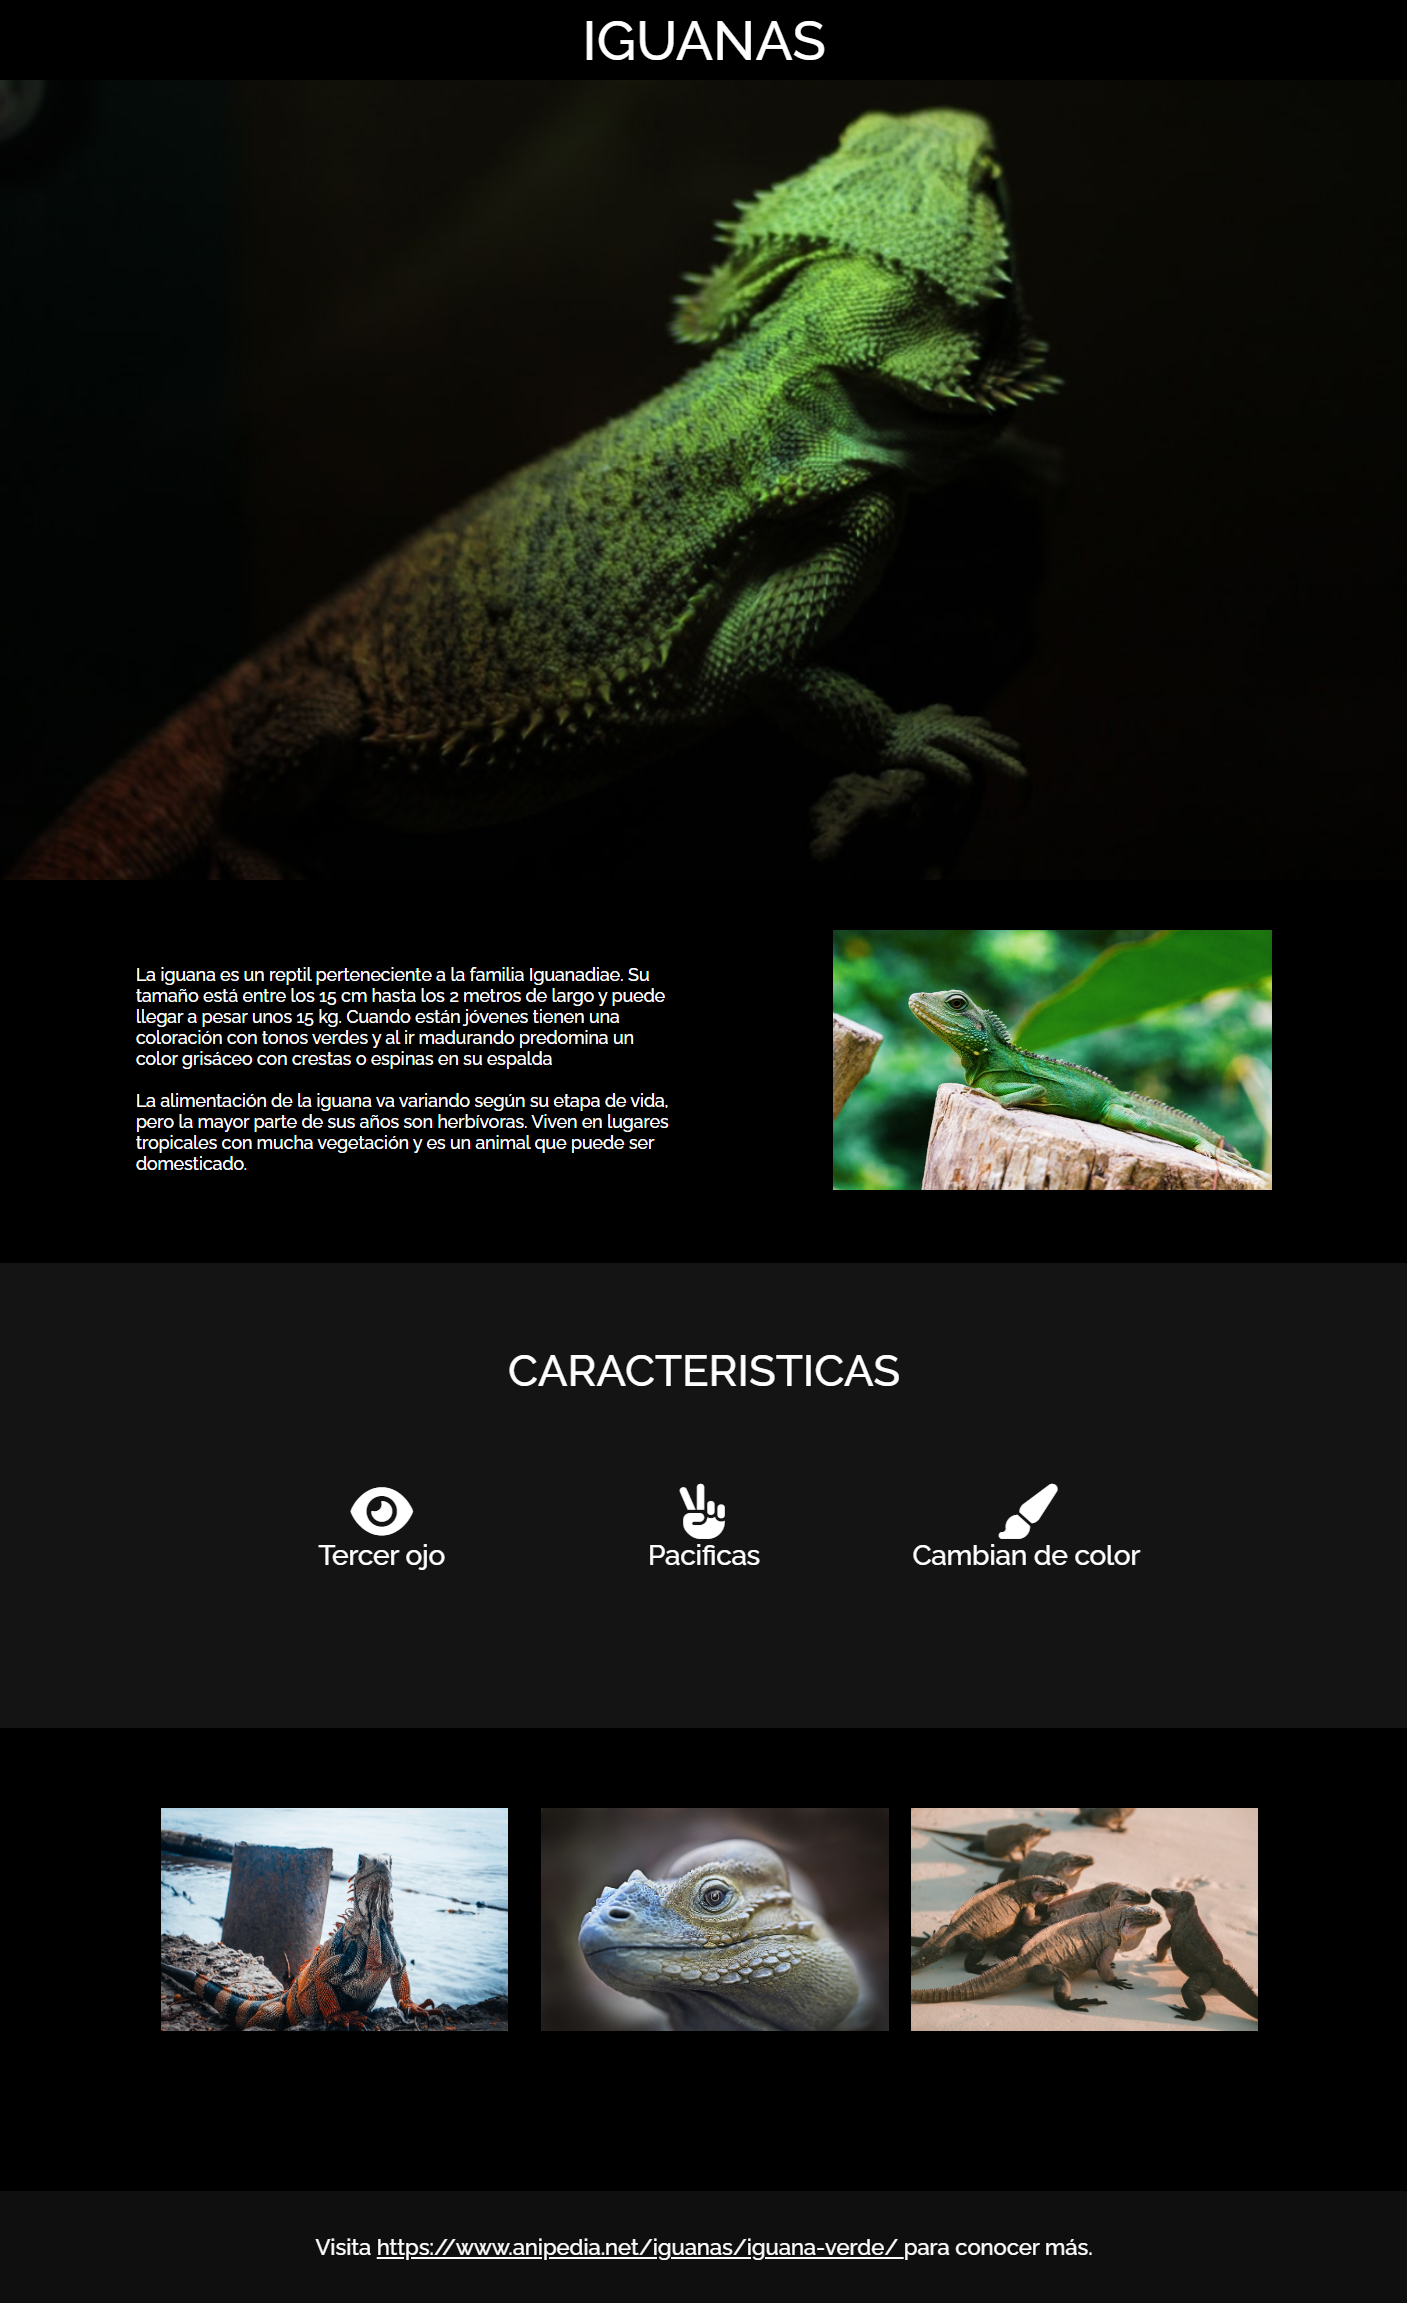 IGUANAS
La iguana es un reptil perteneciente a la familia Iguanadiae. Su
tamaño está entre los 15 cm hasta los 2 metros de largo y puede
llegar a pesar unos 15 kg. Cuando están jóvenes tienen una
coloración con tonos verdes y al ir madurando predomina un
color grisáceo con crestas o espinas en su espalda
La alimentación de la iguana va variando según su etapa de vida,
pero la mayor parte de sus años son herbívoras. Viven en lugares
tropicales con mucha vegetación y es un animal que puede ser
domesticado.
CARACTERISTICAS
Tercer ojo
Pacificas
Cambian de color
Visita https://www.anipedia.net/iguanas/iguana-verde/ para conocer más.